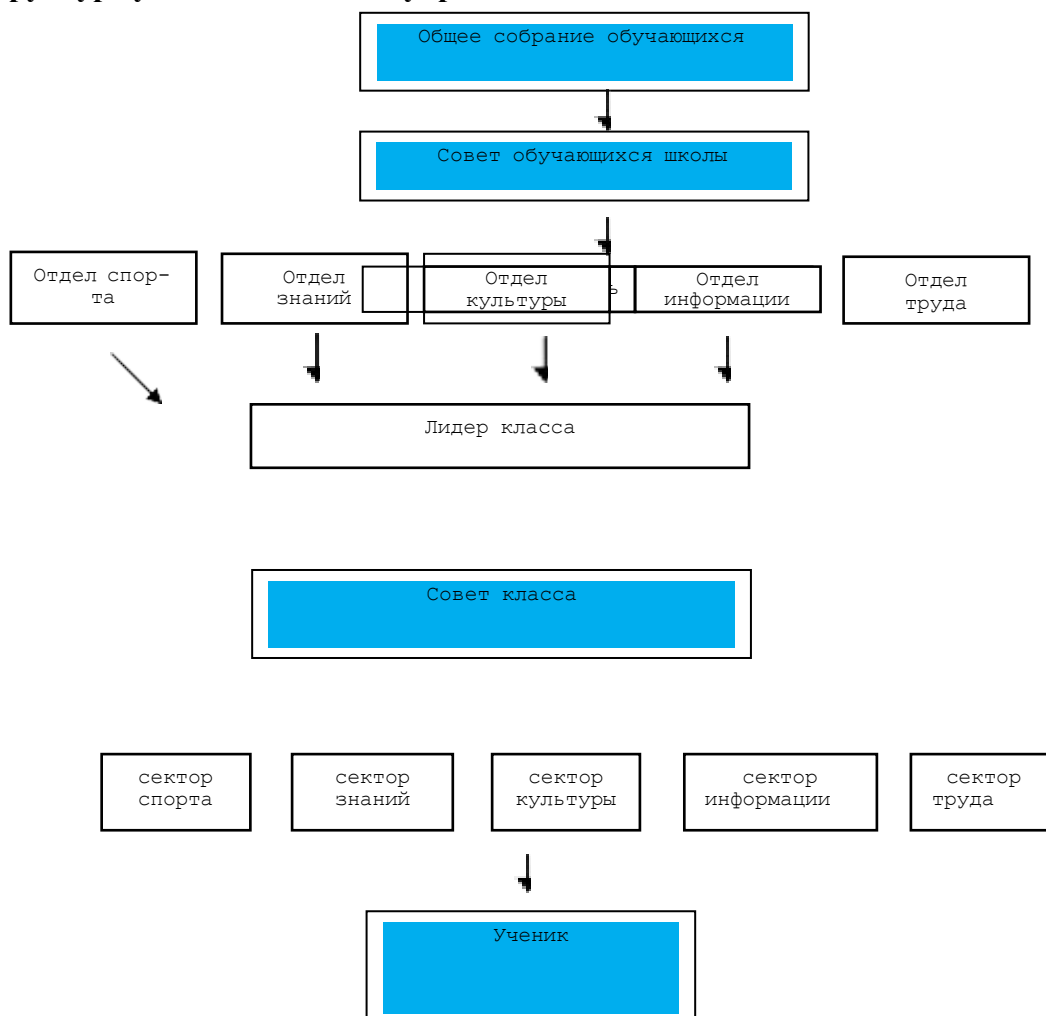 Общее собрание обучающихся
Совет обучающихся школы
Отдел спор-
та
Отдел
знаний
Отдел
культуры
ь
Отдел
информации
Отдел
труда
Лидер класса
Совет класса
сектор
спорта
сектор
знаний
сектор
культуры
сектор
информации
сектор
труда
Ученик